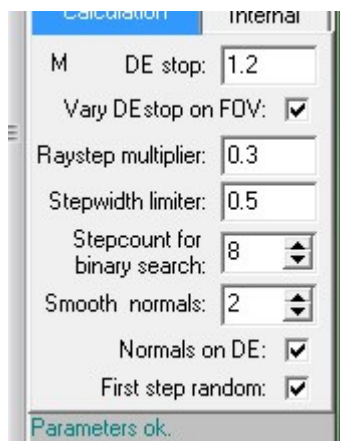 Calculation Internal
M DE stop: 1.2
Vary DEstop on FOV:
Raystep multiplier: 0.3
Stepwidth limiter: 0.5
Stepcount for
binary search: 8
Smooth normals: 2
Normals on DE:
First step random:
Parameters ok.